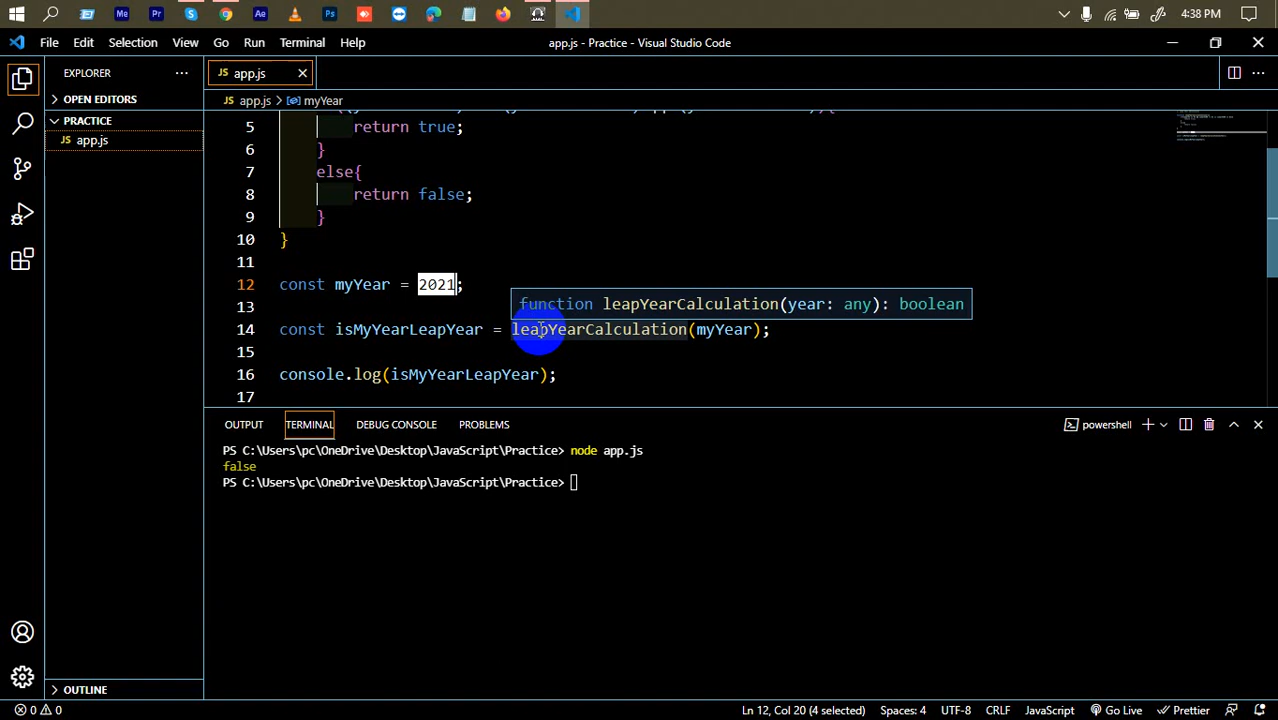 4:38 PM
File Edit Selection View Go Run Terminal Help
app.js - Practice - Visual Studio Code
EXPLORER
OPEN EDITORS
PRACTICE
JS app.js
OUTLINE
JS app.js
JS app.js > myYear
5 return true;
6 }
7 else{
8 return false;
9 }
10 }
11
12 const myYear = 2021;
13
function leapYearCalculation(year: any): boolean
14 const isMyYearLeapYear = leapYearCalculation(myYear);
15
16 console.log(isMyYearLeapYear);
17
OUTPUT TERMINAL DEBUG CONSOLE PROBLEMS
powershell
PS C:\Users\pc\OneDrive\Desktop\JavaScript\Practice> node app.js
false
PS C:\Users\pc\OneDrive\Desktop\JavaScript\Practice>
0 0 Ln 12, Col 20 (4 selected) Spaces: 4 UTF-8 CRLF JavaScript Go Live Prettier